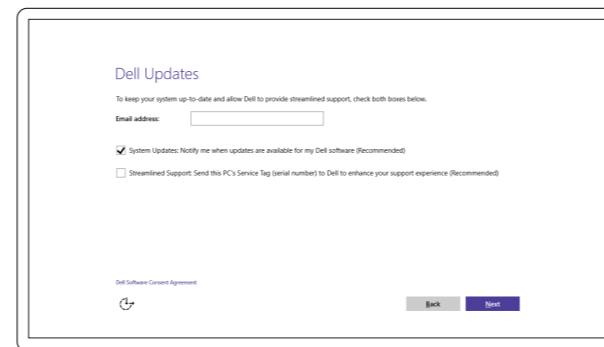 Dell Updates
To keep your system up-to-date and allow Dell to provide streamlined support, check both boxes below.
Email address:
System Updates: Notify me when updates are available for my Dell software (Recommended)
Streamlined Support: Send this PC's Service Tag (serial number) to Dell to enhance your support experience (Recommended)
Dell Software Consent Agreement
Back Next